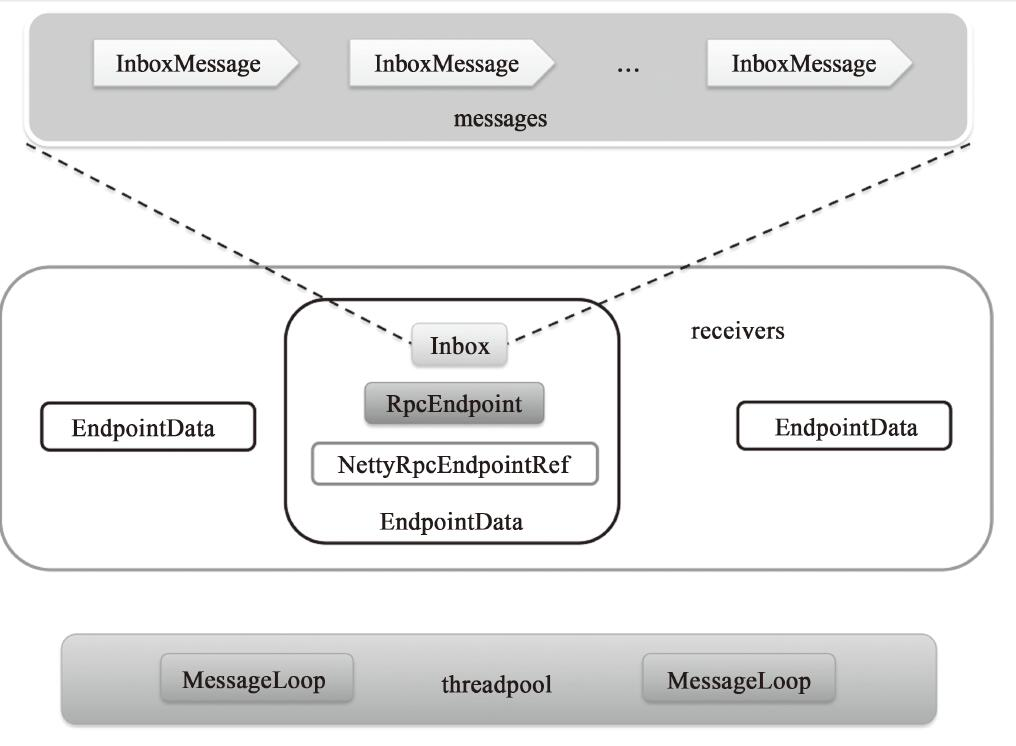 InboxMessage InboxMessage ... InboxMessage
messages
receivers
Inbox
RpcEndpoint
EndpointData EndpointData
NettyRpcEndpointRef
EndpointData
MessageLoop threadpool MessageLoop